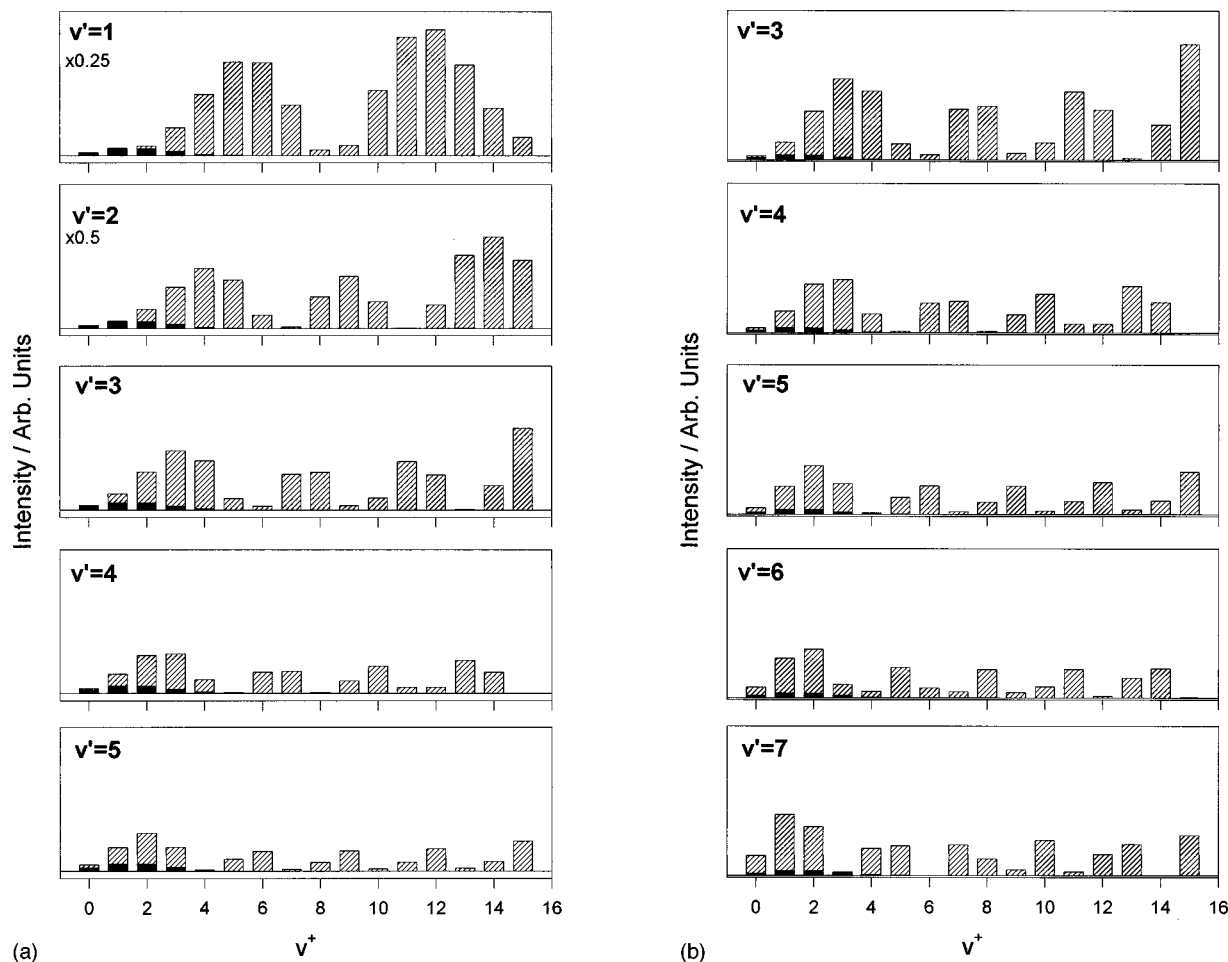 v'=1
x0.25
v'=2
x0.5
v'=3
v'=4
v'=5
Intensity / Arb. Units
0 2 4 6 8 10 12 14 16
v+
(a)
v'=3
v'=4
v'=5
v'=6
v'=7
Intensity / Arb. Units
0 2 4 6 8 10 12 14 16
v+
(b)